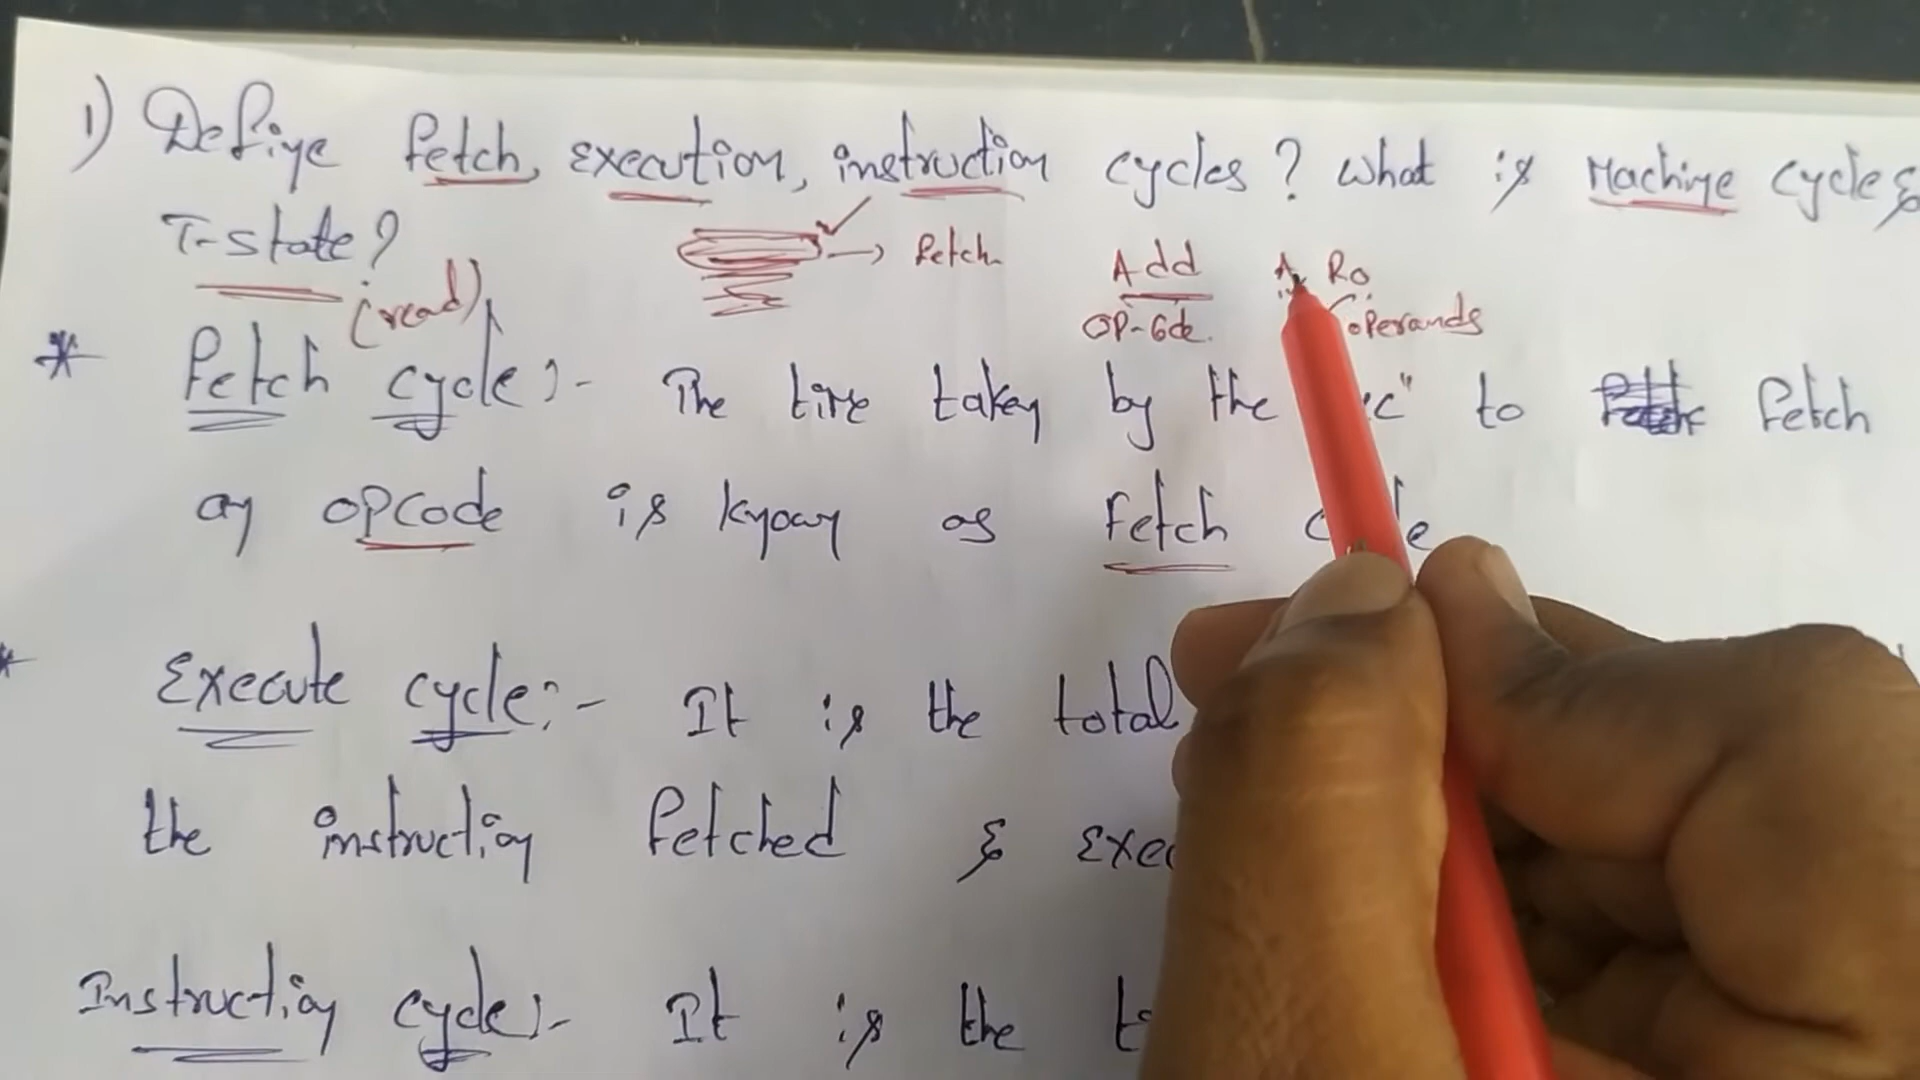 1) Define fetch, execution, instruction cycles? What is Machine cycle &
T-state?
→ fetch
Add A, R0
(read)
OP-Code operands
* Fetch cycle:- The time taken by the to fetch
an opcode is known as Fetch
* Execute cycle:- It is the total
the instruction fetched &
Instruction cycle:- It is the